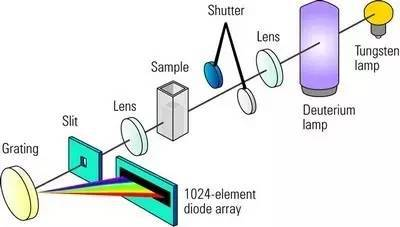 Shutter
Lens
Tungsten
lamp
Sample
Deuterium
lamp
Lens
Slit
Grating
1024-element
diode array